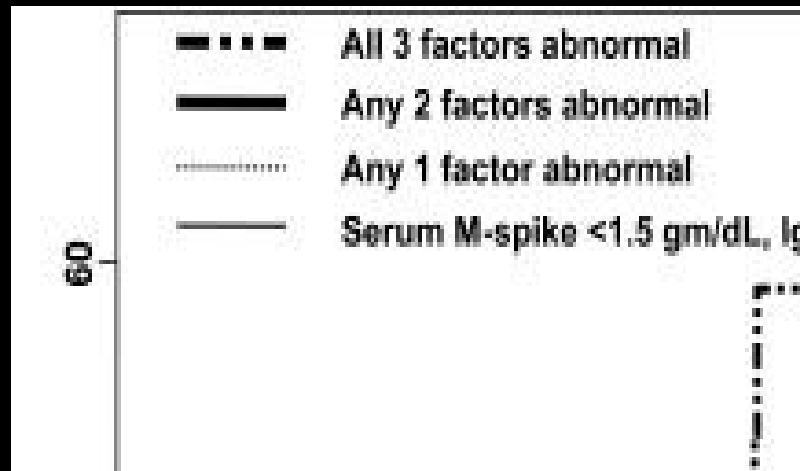 All 3 factors abnormal
Any 2 factors abnormal
Any 1 factor abnormal
Serum M-spike <1.5 gm/dL, Ig
60